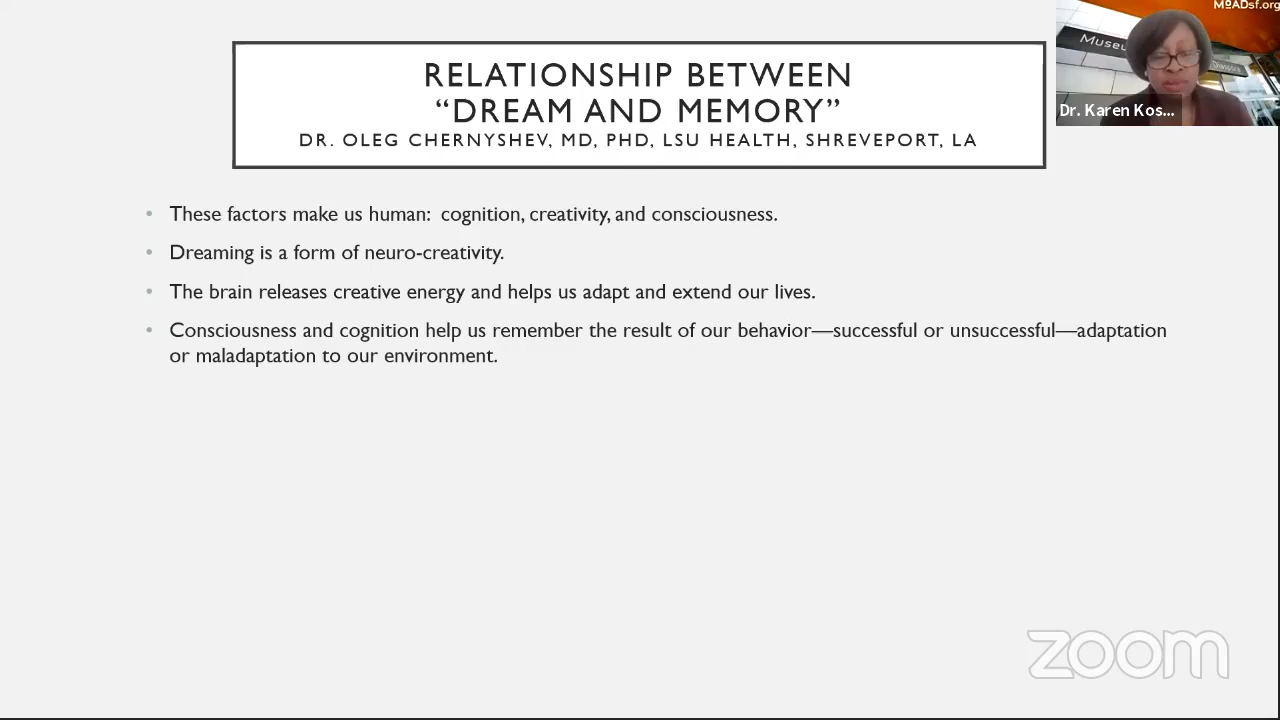 MoADsf.org
Museu
Dr. Karen Kos...
RELATIONSHIP BETWEEN
“DREAM AND MEMORY”
DR. OLEG CHERNYSHEV, MD, PHD, LSU HEALTH, SHREVEPORT, LA
• These factors make us human:  cognition, creativity, and consciousness.
• Dreaming is a form of neuro-creativity.
• The brain releases creative energy and helps us adapt and extend our lives.
• Consciousness and cognition help us remember the result of our behavior—successful or unsuccessful—adaptation
or maladaptation to our environment.
zoom